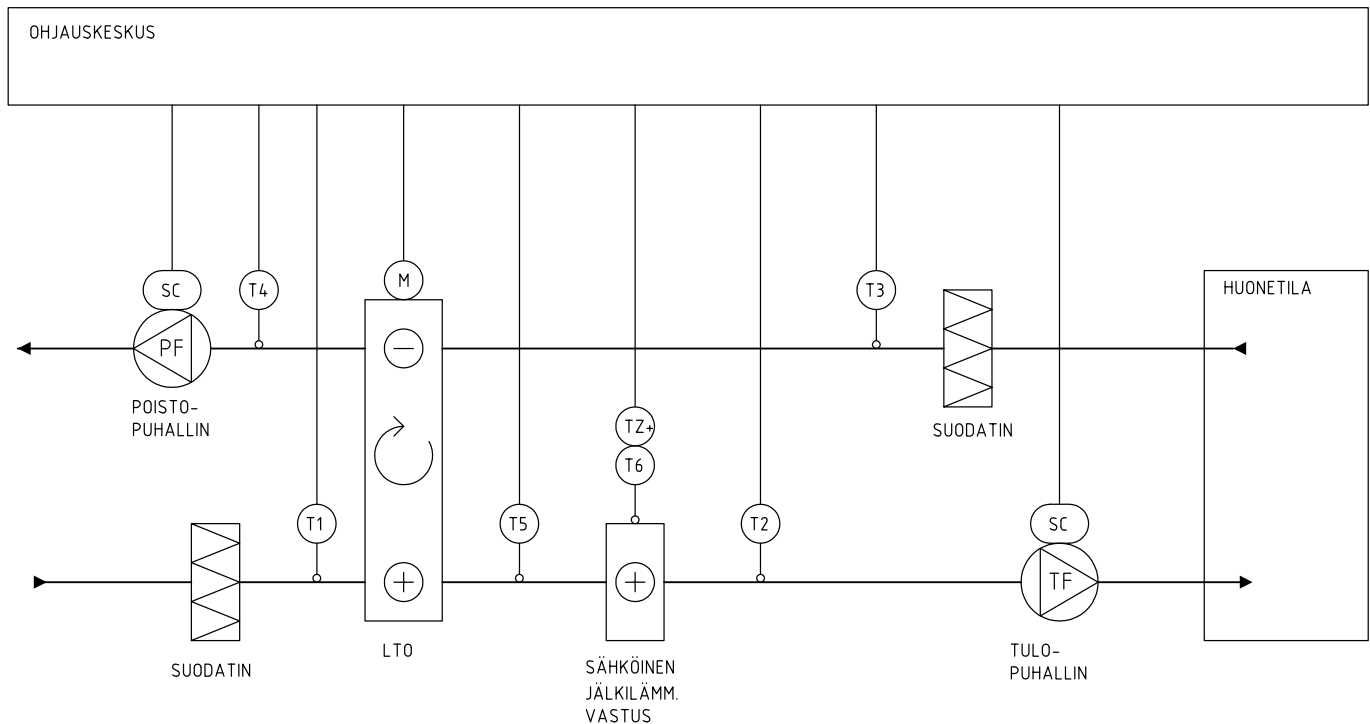 OHJAUSKESKUS
SC
T4
M
T3
HUONETILA
PF
POISTO-
PUHALLIN
TZ+
T6
SUODATIN
T1
T5
T2
SC
TF
SUODATIN
LTO
SÄHKÖINEN
JÄLKILÄMM.
VASTUS
TULO-
PUHALLIN